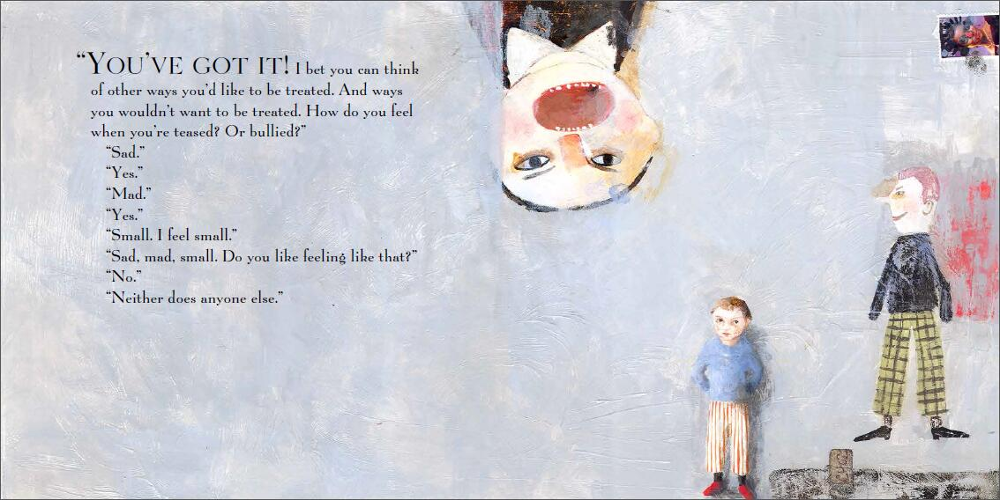 “YOU’VE GOT IT! I bet you can think
of other ways you’d like to be treated. And ways
you wouldn’t want to be treated. How do you feel
when you’re teased? Or bullied?”
“Sad.”
“Yes.”
“Mad.”
“Yes.”
“Small. I feel small.”
“Sad, mad, small. Do you like feeling like that?”
“No.”
“Neither does anyone else.”